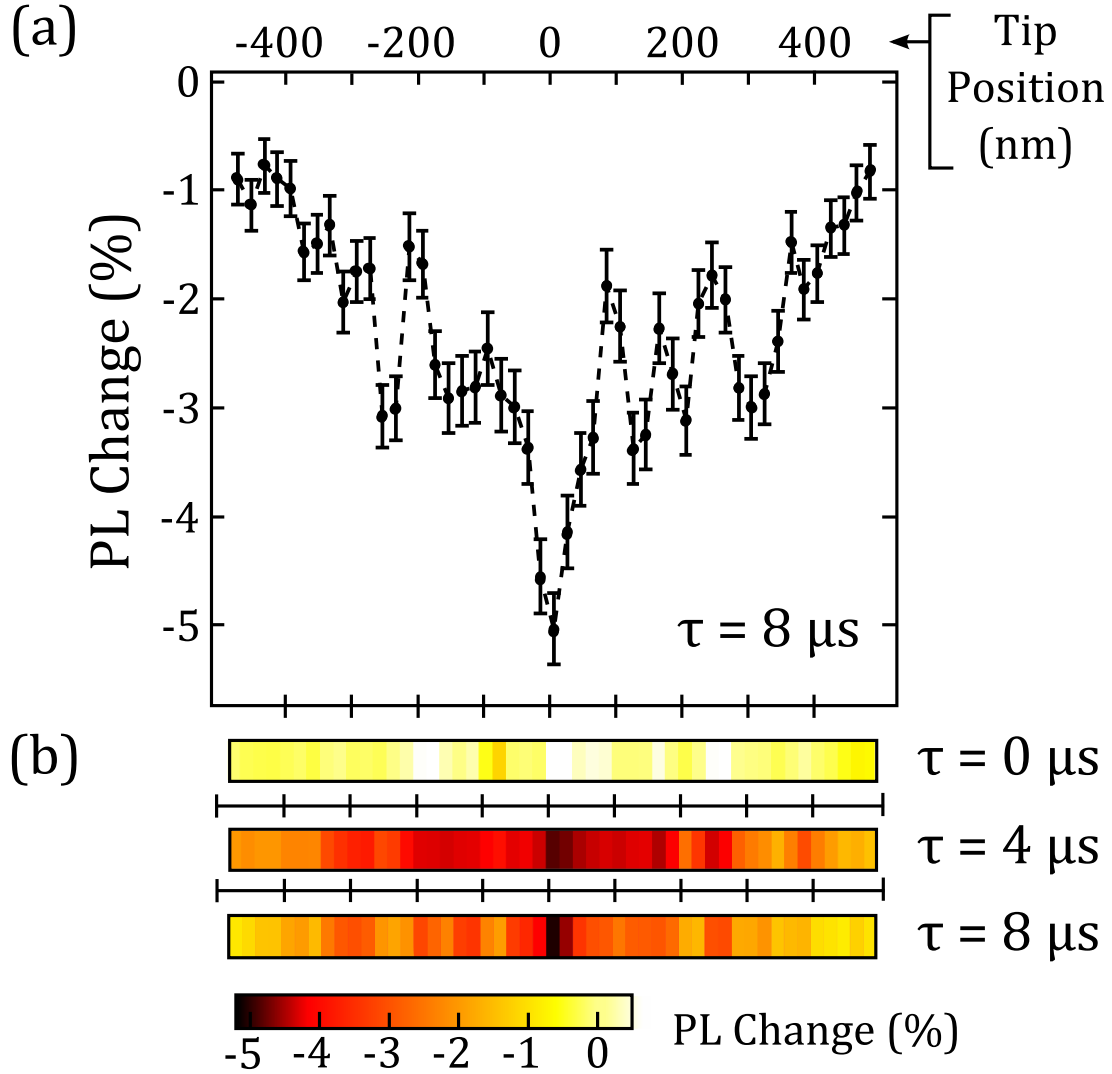 (a)
-400 -200 0 200 400
Tip
Position
(nm)
0
-1
-2
-3
-4
-5
PL Change (%)
τ = 8 μs
(b)
τ = 0 μs
τ = 4 μs
τ = 8 μs
-5 -4 -3 -2 -1 0
PL Change (%)